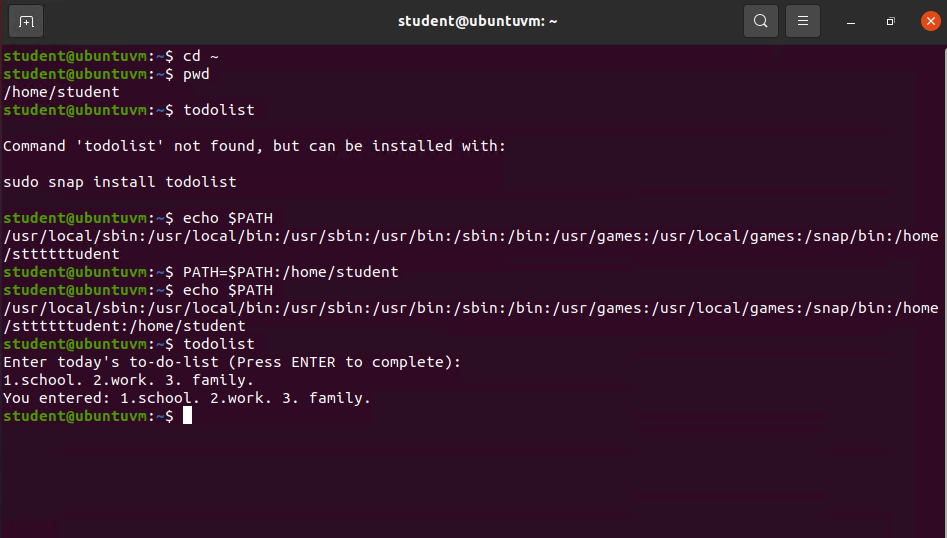 student@ubuntuvm: ~
student@ubuntuvm:~$ cd ~
student@ubuntuvm:~$ pwd
/home/student
student@ubuntuvm:~$ todolist
Command 'todolist' not found, but can be installed with:
sudo snap install todolist
student@ubuntuvm:~$ echo $PATH
/usr/local/sbin:/usr/local/bin:/usr/sbin:/usr/bin:/sbin:/bin:/usr/games:/usr/local/games:/snap/bin:/home
/sttttttudent
student@ubuntuvm:~$ PATH=$PATH:/home/student
student@ubuntuvm:~$ echo $PATH
/usr/local/sbin:/usr/local/bin:/usr/sbin:/usr/bin:/sbin:/bin:/usr/games:/usr/local/games:/snap/bin:/home
/sttttttudent:/home/student
student@ubuntuvm:~$ todolist
Enter today's to-do-list (Press ENTER to complete):
1.school. 2.work. 3. family.
You entered: 1.school. 2.work. 3. family.
student@ubuntuvm:~$